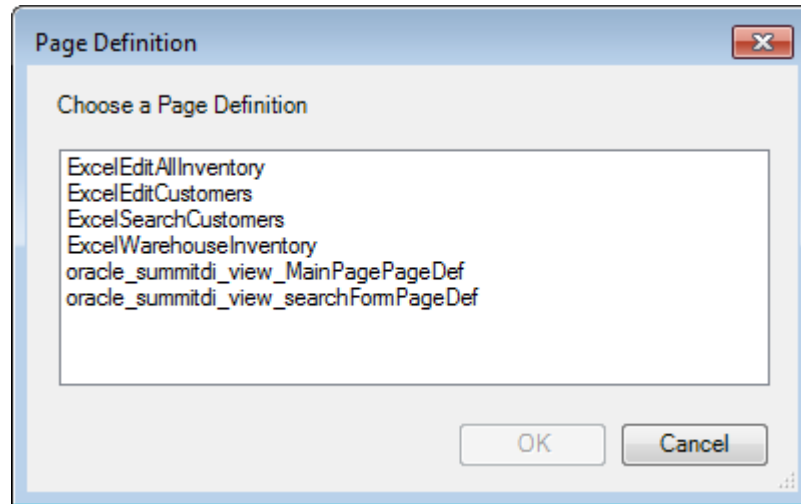 Page Definition
Choose a Page Definition
ExcelEditAllInventory
ExcelEditCustomers
ExcelSearchCustomers
ExcelWarehouseInventory
oracle_summitdi_view_MainPagePageDef
oracle_summitdi_view_searchFormPageDef
OK
Cancel